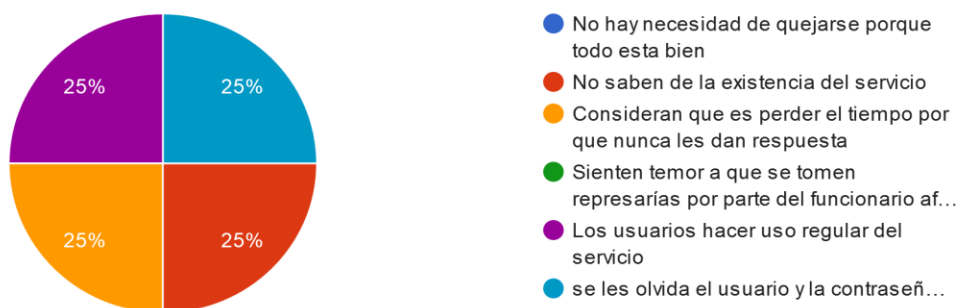 25%
25%
25%
25%
No hay necesidad de quejarse porque
todo esta bien
No saben de la existencia del servicio
Consideran que es perder el tiempo por
que nunca les dan respuesta
Sienten temor a que se tomen
represarías por parte del funcionario af...
Los usuarios hacer uso regular del
servicio
se les olvida el usuario y la contraseñ...